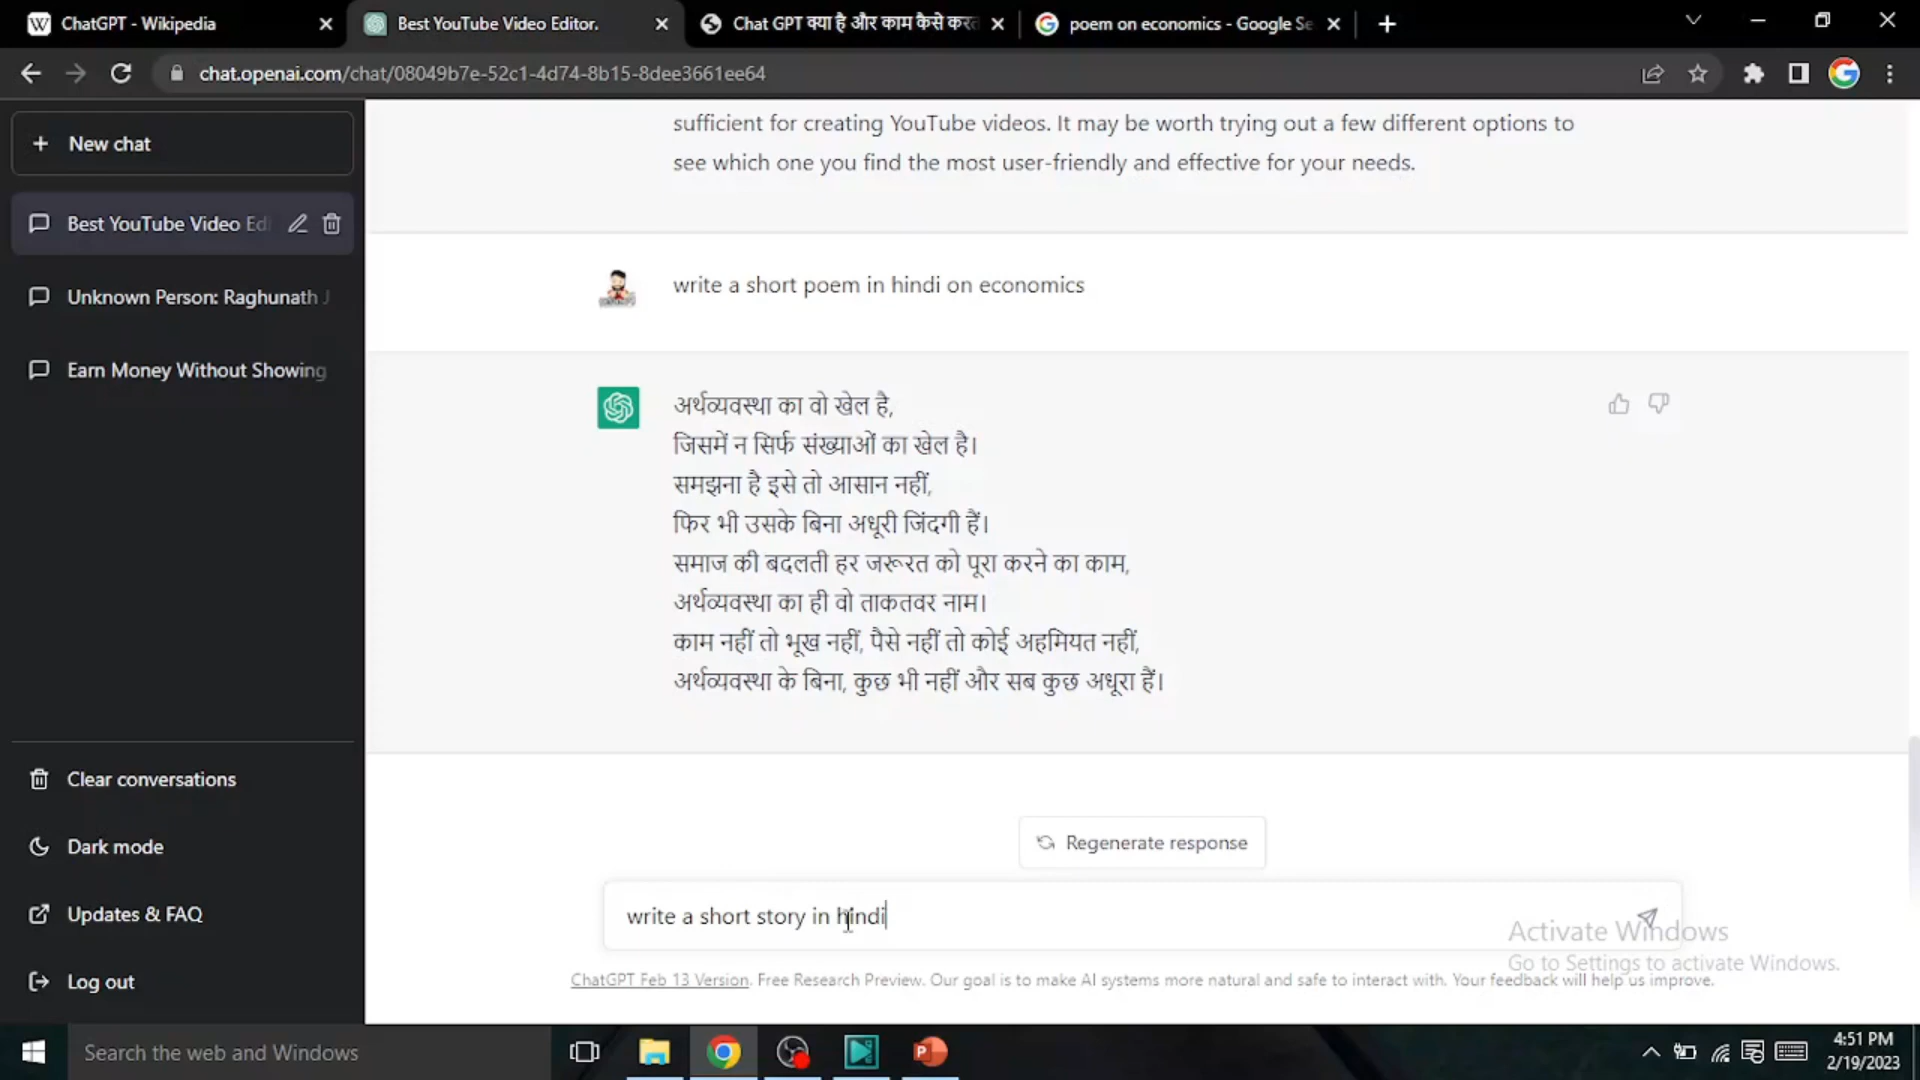 ChatGPT - Wikipedia
Best YouTube Video Editor.
Chat GPT क्या है और काम कैसे करत
poem on economics - Google Se
chat.openai.com/chat/08049b7e-52c1-4d74-8b15-8dee3661ee64
New chat
Best YouTube Video Edi
Unknown Person: Raghunath J
Earn Money Without Showing
sufficient for creating YouTube videos. It may be worth trying out a few different options to
see which one you find the most user-friendly and effective for your needs.
write a short poem in hindi on economics
अर्थव्यवस्था का वो खेल है,
जिसमें न सिर्फ संख्याओं का खेल है।
समझना है इसे तो आसान नहीं,
फिर भी उसके बिना अधूरी जिंदगी हैं।
समाज की बदलती हर जरूरत को पूरा करने का काम,
अर्थव्यवस्था का ही वो ताकतवर नाम।
काम नहीं तो भूख नहीं, पैसे नहीं तो कोई अहमियत नहीं,
अर्थव्यवस्था के बिना, कुछ भी नहीं और सब कुछ अधूरा हैं।
Clear conversations
Dark mode
Updates & FAQ
Log out
Regenerate response
write a short story in hindi
Activate Windows
Go to Settings to activate Windows.
ChatGPT Feb 13 Version. Free Research Preview. Our goal is to make AI systems more natural and safe to interact with. Your feedback will help us improve.
Search the web and Windows
4:51 PM
2/19/2023